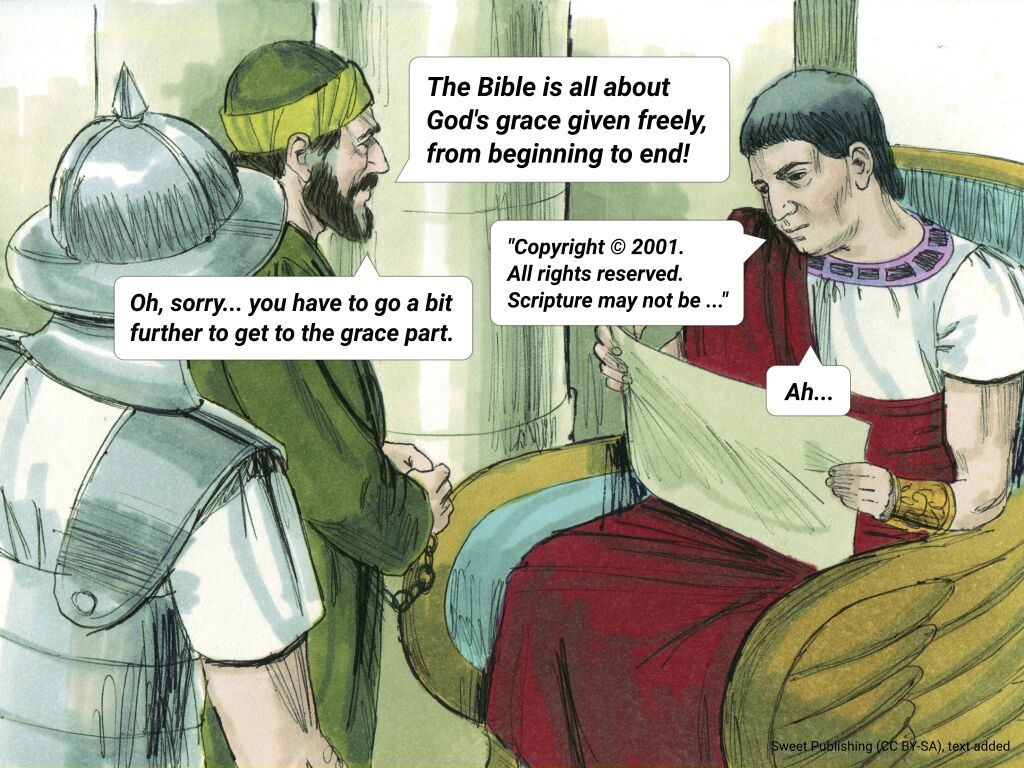 The Bible is all about
God's grace given freely,
from beginning to end!
"Copyright © 2001.
All rights reserved.
Scripture may not be ..."
Oh, sorry... you have to go a bit
further to get to the grace part.
Ah...
Sweet Publishing (CC BY-SA), text added